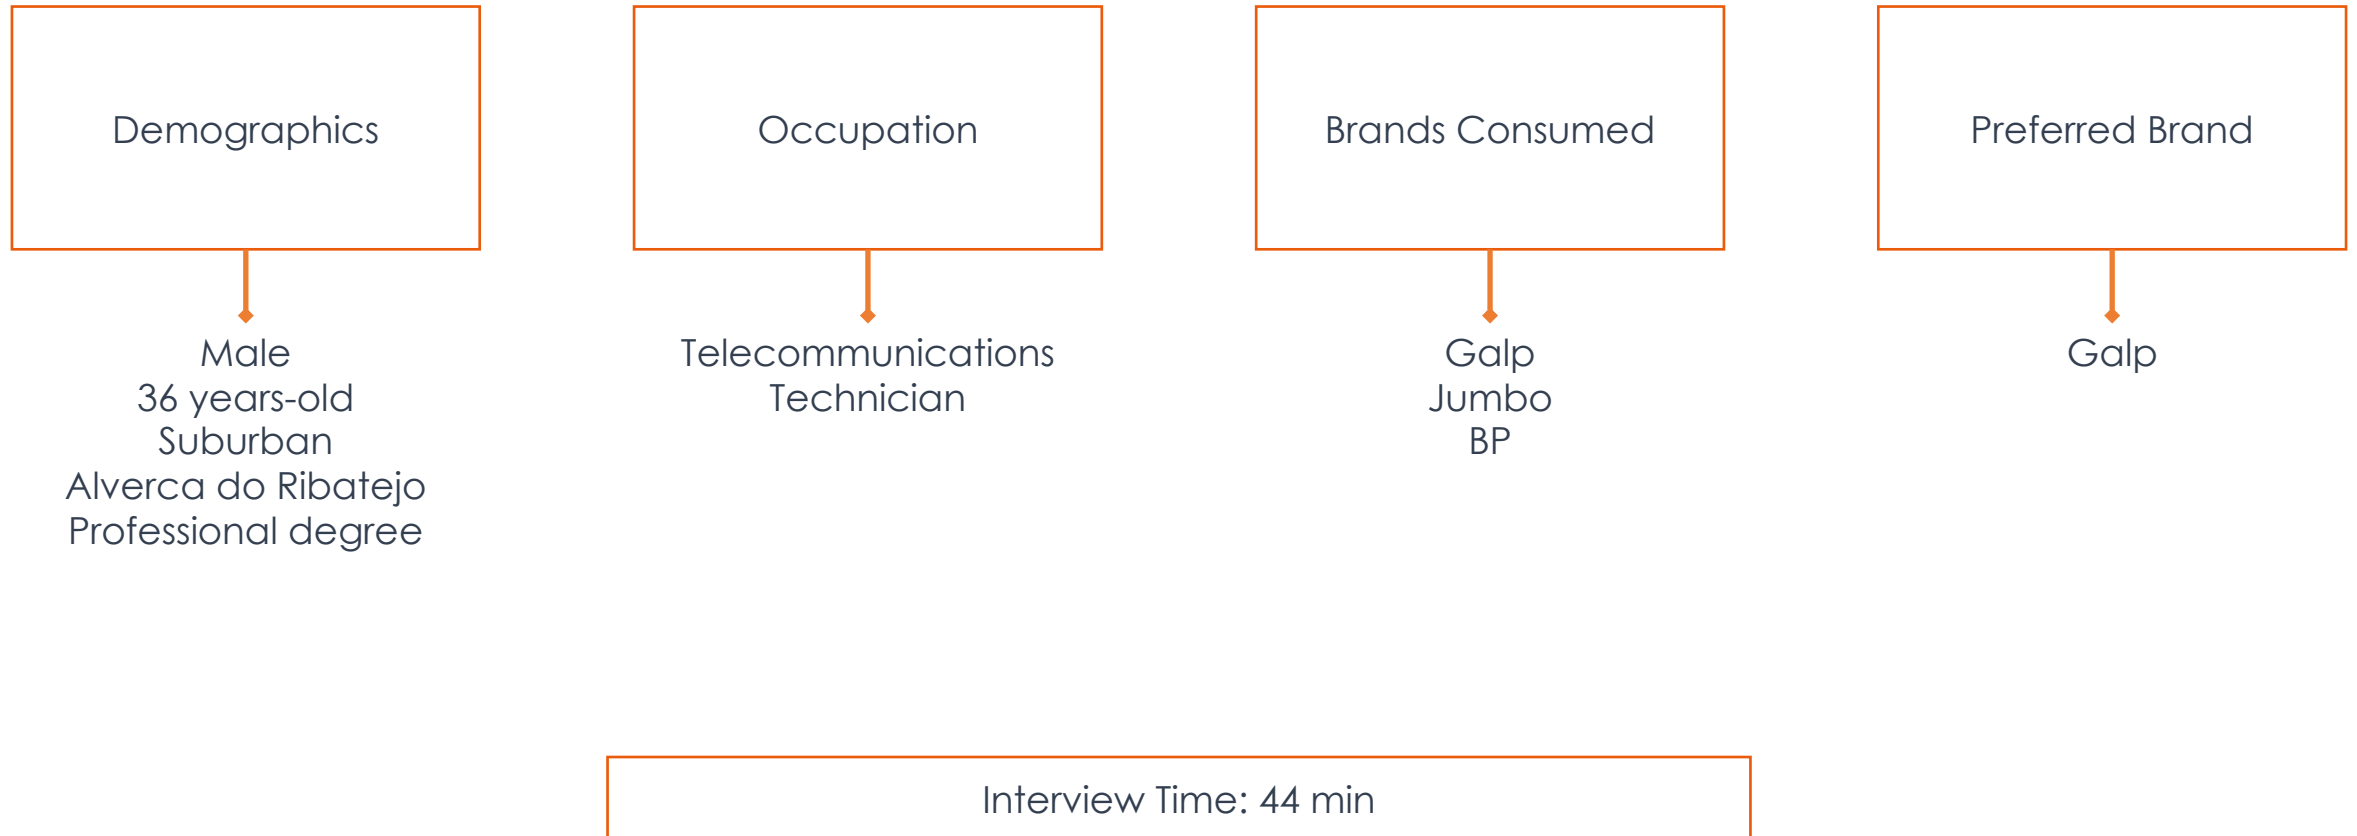 Demographics
Male
36 years-old
Suburban
Alverca do Ribatejo
Professional degree
Occupation
Telecommunications
Technician
Brands Consumed
Galp
Jumbo
BP
Preferred Brand
Galp
Interview Time: 44 min